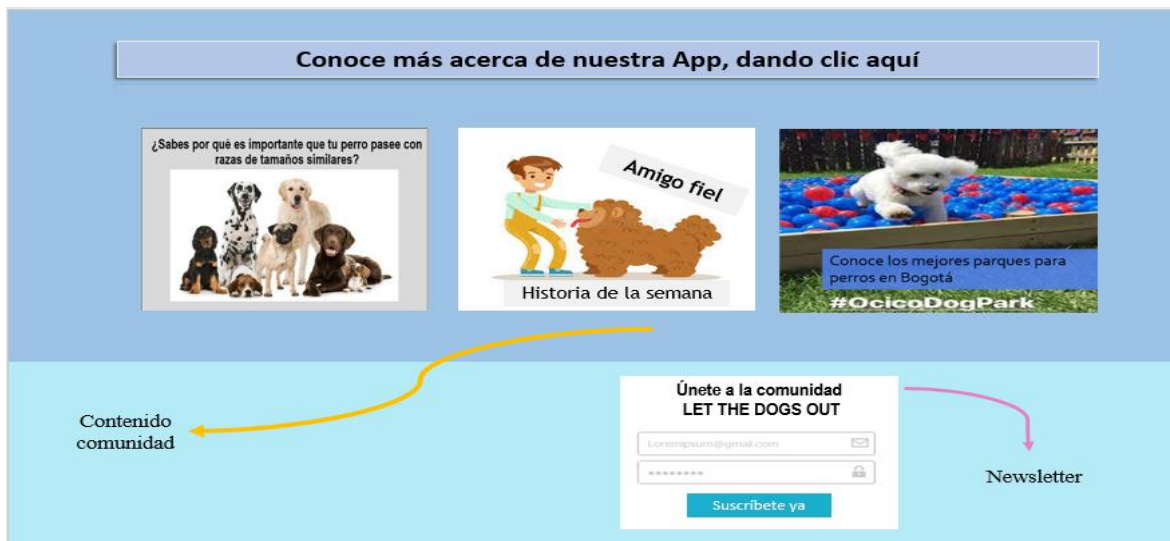 Conoce más acerca de nuestra App, dando clic aquí
¿Sabes por qué es importante que tu perro pasee con
razas de tamaños similares?
Amigo fiel
Historia de la semana
Conoce los mejores parques para
perros en Bogotá
#OcicoDogPark
Contenido
comunidad
Únete a la comunidad
LET THE DOGS OUT
Loremipsum@gmail.com
********
Suscríbete ya
Newsletter